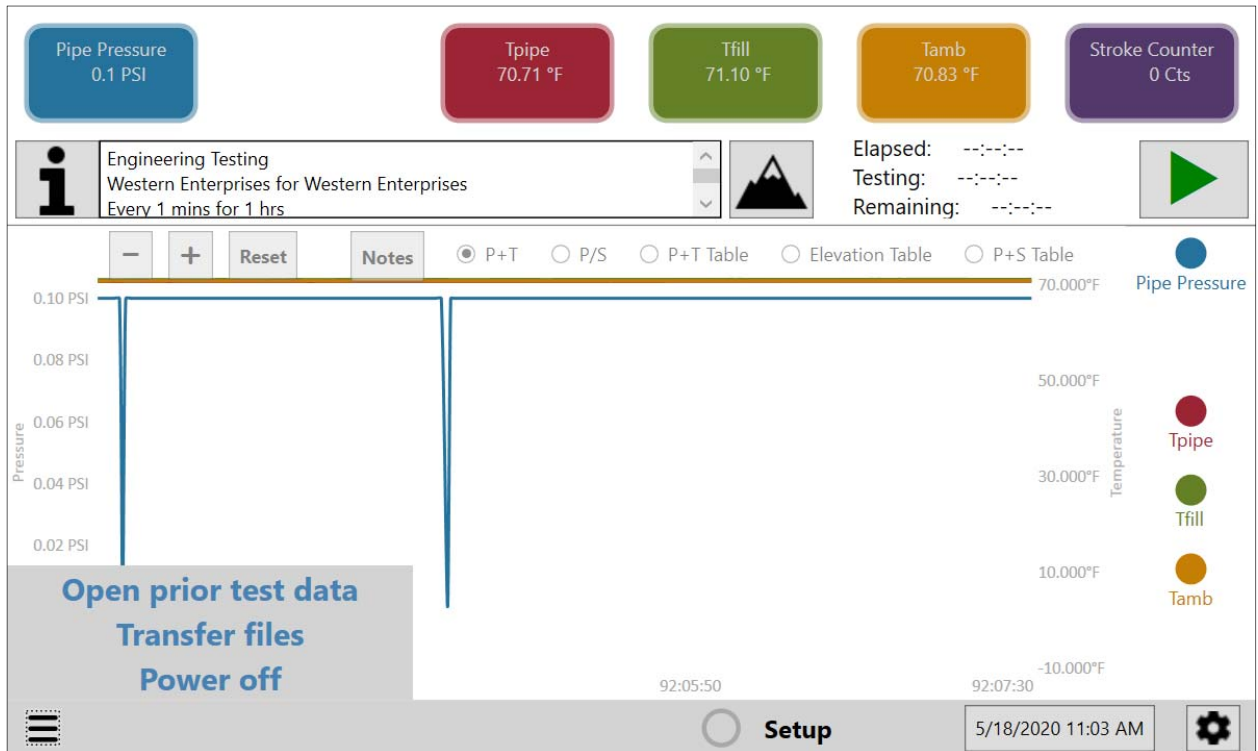 Pipe Pressure
0.1 PSI
Tpipe
70.71 °F
Tfill
71.10 °F
Tamb
70.83 °F
Stroke Counter
0 Cts
Engineering Testing
Western Enterprises for Western Enterprises
Every 1 mins for 1 hrs
Elapsed: --:--:--
Testing: --:--:--
Remaining: --:--:--
− + Reset Notes P+T P/S P+T Table Elevation Table P+S Table
Pipe Pressure
0.10 PSI
0.08 PSI
0.06 PSI
0.04 PSI
0.02 PSI
Pressure
70.000°F
50.000°F
30.000°F
10.000°F
-10.000°F
Temperature
Tpipe
Tfill
Tamb
Open prior test data
Transfer files
Power off
92:05:50
92:07:30
Setup
5/18/2020 11:03 AM